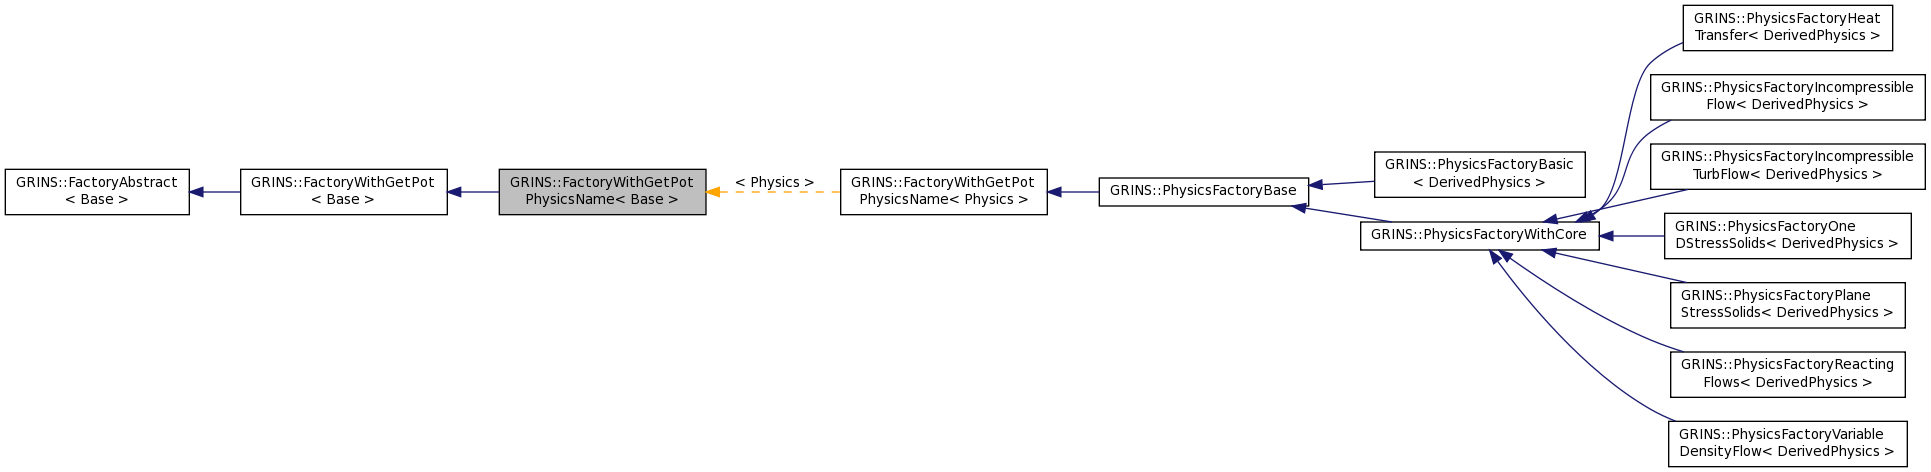 GRINS::FactoryAbstract
< Base >
GRINS::FactoryWithGetPot
< Base >
GRINS::FactoryWithGetPot
PhysicsName< Base >
< Physics >
GRINS::FactoryWithGetPot
PhysicsName< Physics >
GRINS::PhysicsFactoryBase
GRINS::PhysicsFactoryBasic
< DerivedPhysics >
GRINS::PhysicsFactoryWithCore
GRINS::PhysicsFactoryHeat
Transfer< DerivedPhysics >
GRINS::PhysicsFactoryIncompressible
Flow< DerivedPhysics >
GRINS::PhysicsFactoryIncompressible
TurbFlow< DerivedPhysics >
GRINS::PhysicsFactoryOne
DStressSolids< DerivedPhysics >
GRINS::PhysicsFactoryPlane
StressSolids< DerivedPhysics >
GRINS::PhysicsFactoryReacting
Flows< DerivedPhysics >
GRINS::PhysicsFactoryVariable
DensityFlow< DerivedPhysics >